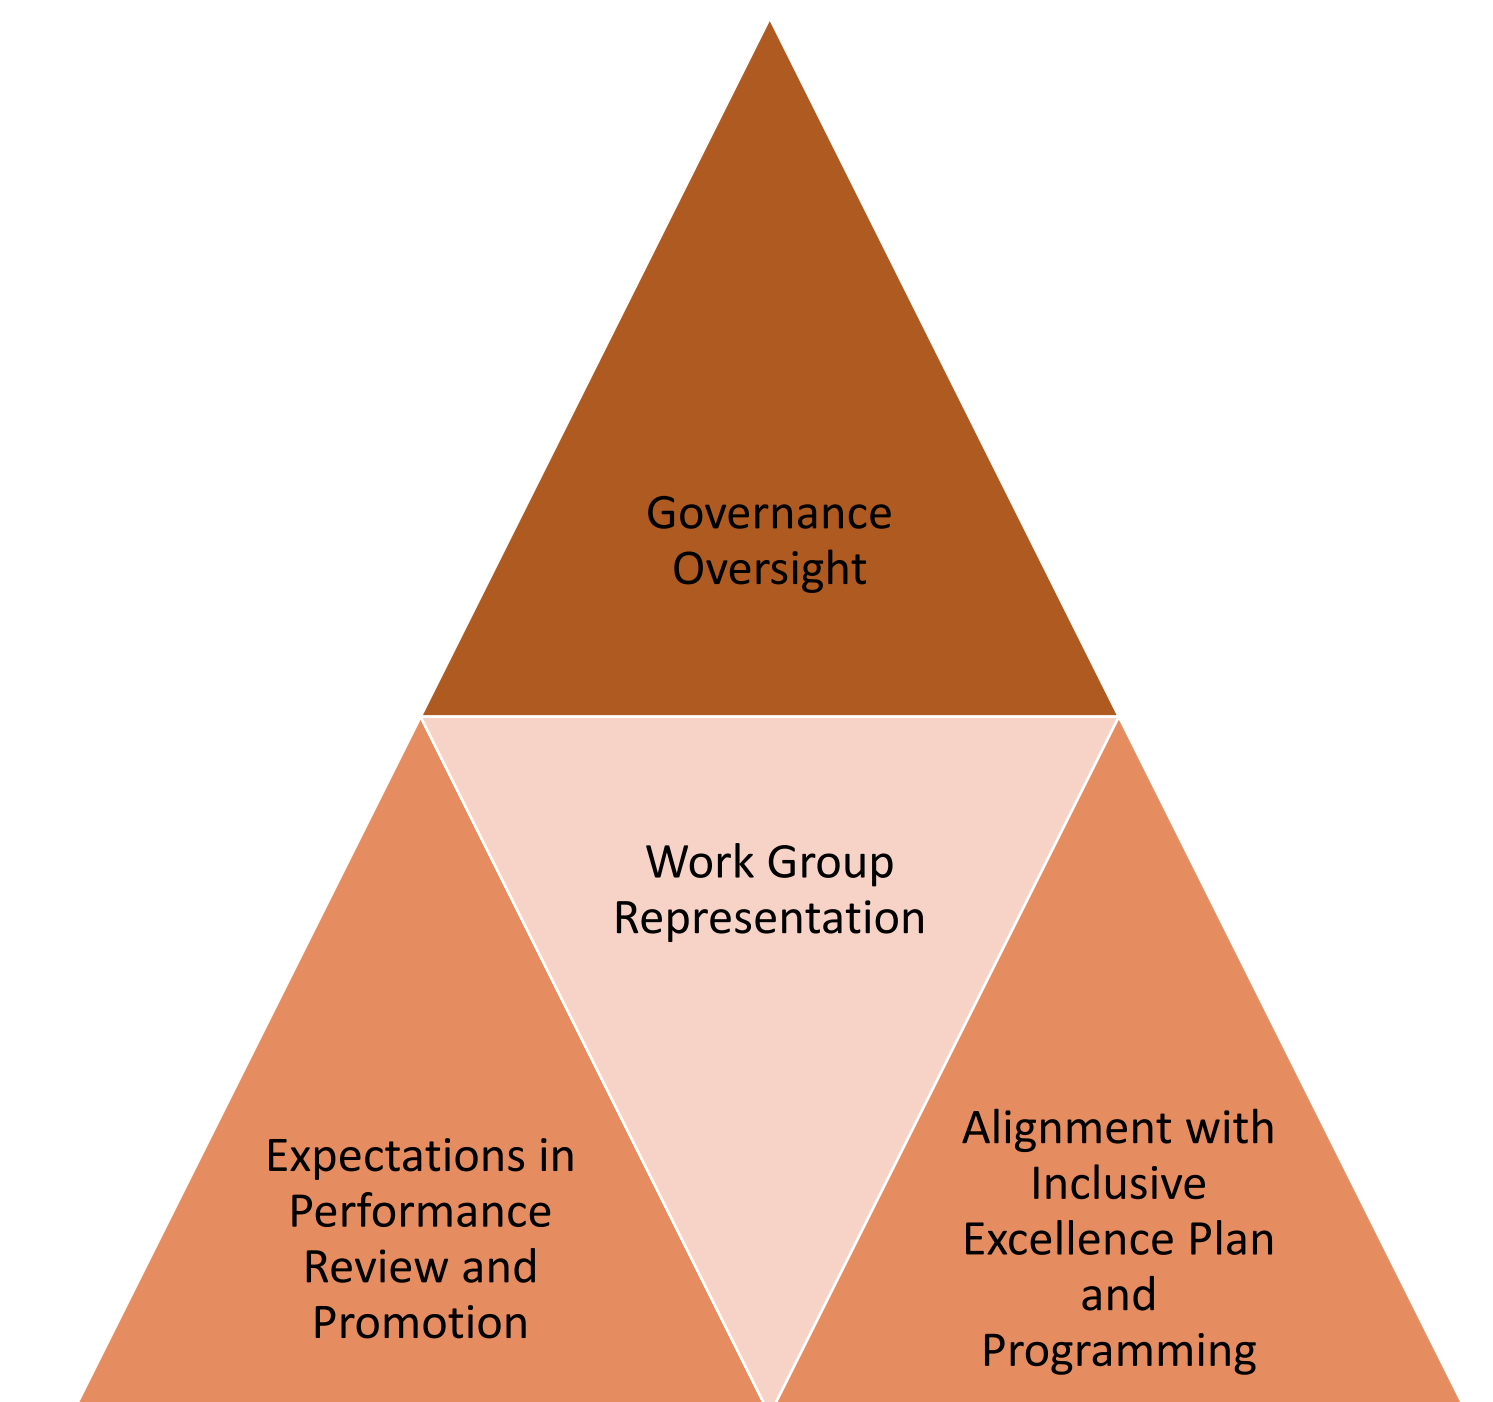 Governance
Oversight
Work Group
Representation
Expectations in
Performance
Review and
Promotion
Alignment with
Inclusive
Excellence Plan
and
Programming